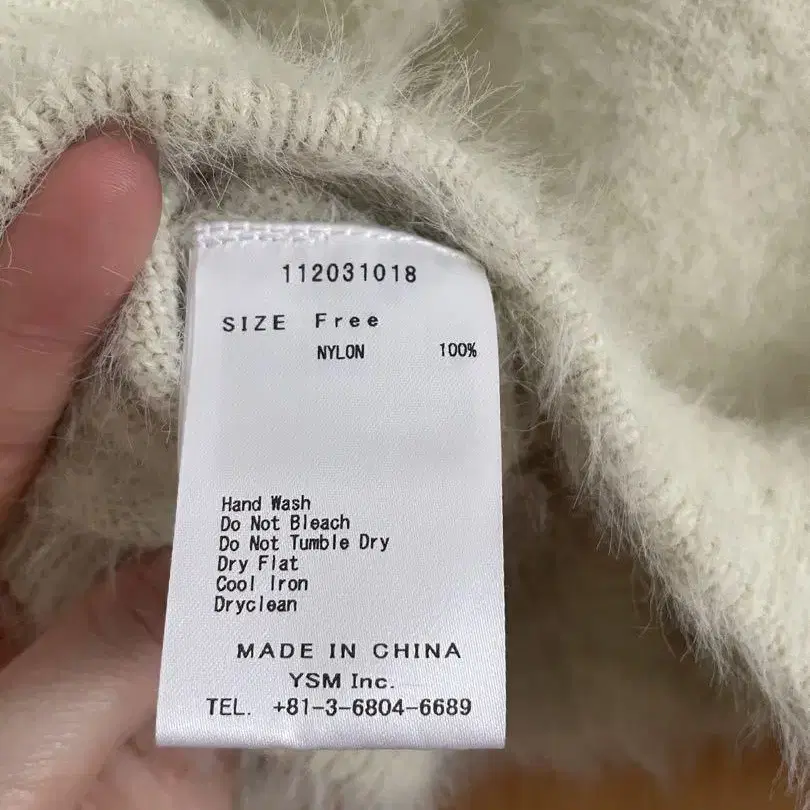 112031018
SIZE Free
NYLON 100%
Hand Wash
Do Not Bleach
Do Not Tumble Dry
Dry Flat
Cool Iron
Dryclean
MADE IN CHINA
YSM Inc.
TEL. +81-3-6804-6689